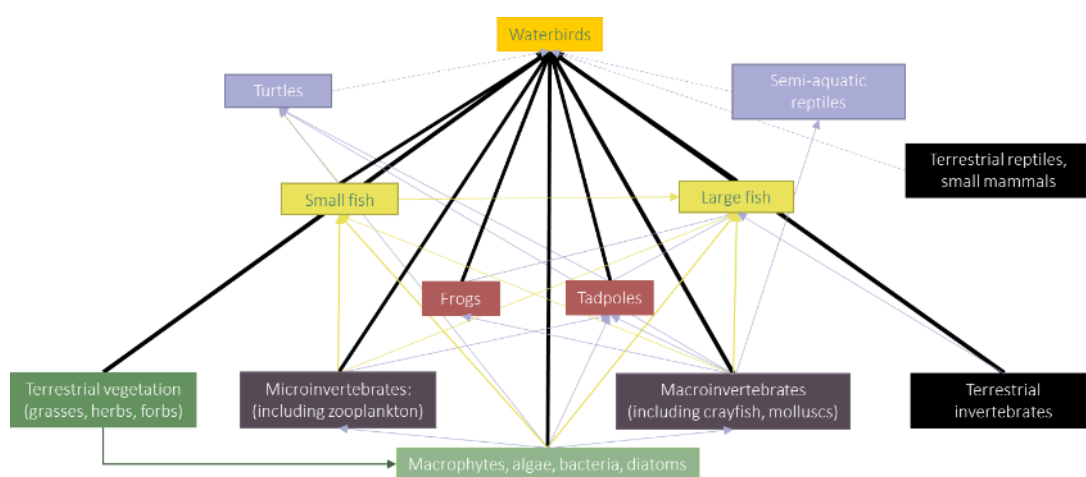 Waterbirds
Turtles
Semi-aquatic
reptiles
Terrestrial reptiles,
small mammals
Small fish
Large fish
Frogs
Tadpoles
Terrestrial vegetation
(grasses, herbs, forbs)
Microinvertebrates:
(including zooplankton)
Macroinvertebrates
(including crayfish, molluscs)
Terrestrial
invertebrates
Macrophytes, algae, bacteria, diatoms